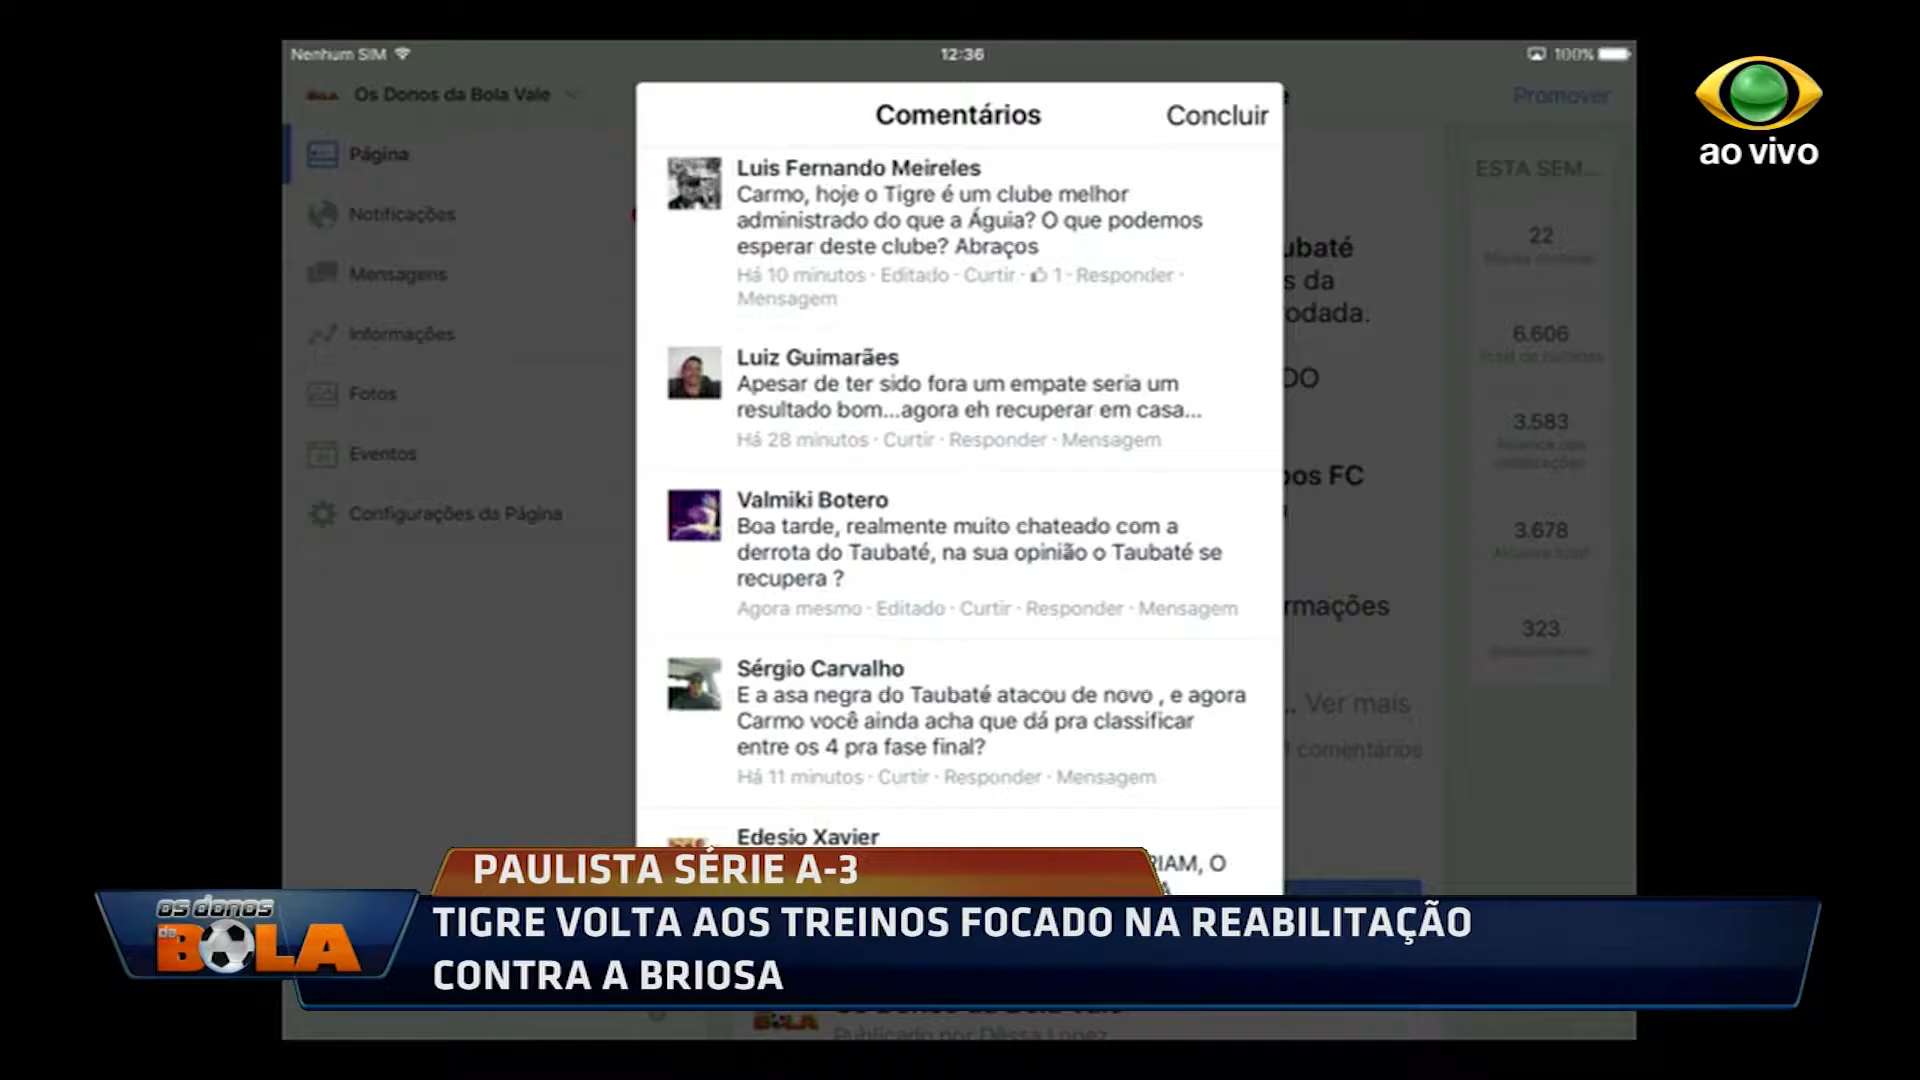 Nenhum SIM
12:36
100%
Os Donos da Bola Vale
Promover
Página
Notificações
Mensagens
Informações
Fotos
Eventos
Configurações da Página
Comentários
Concluir
Luis Fernando Meireles
Carmo, hoje o Tigre é um clube melhor
administrado do que a Águia? O que podemos
esperar deste clube? Abraços
Há 10 minutos · Editado · Curtir · 1 · Responder ·
Mensagem
Luiz Guimarães
Apesar de ter sido fora um empate seria um
resultado bom...agora eh recuperar em casa...
Há 28 minutos · Curtir · Responder · Mensagem
Valmiki Botero
Boa tarde, realmente muito chateado com a
derrota do Taubaté, na sua opinião o Taubaté se
recupera ?
Agora mesmo · Editado · Curtir · Responder · Mensagem
Sérgio Carvalho
E a asa negra do Taubaté atacou de novo , e agora
Carmo você ainda acha que dá pra classificar
entre os 4 pra fase final?
Há 11 minutos · Curtir · Responder · Mensagem
Edesio Xavier
RIAM, O
ubaté
s da
odada.
DO
pos FC
rmações
... Ver mais
comentários
ESTA SEM...
22
6.606
3.583
3.678
323
ao vivo
PAULISTA SÉRIE A-3
os donos
da
BOLA
TIGRE VOLTA AOS TREINOS FOCADO NA REABILITAÇÃO
CONTRA A BRIOSA
Publicado por Déssa Lopez